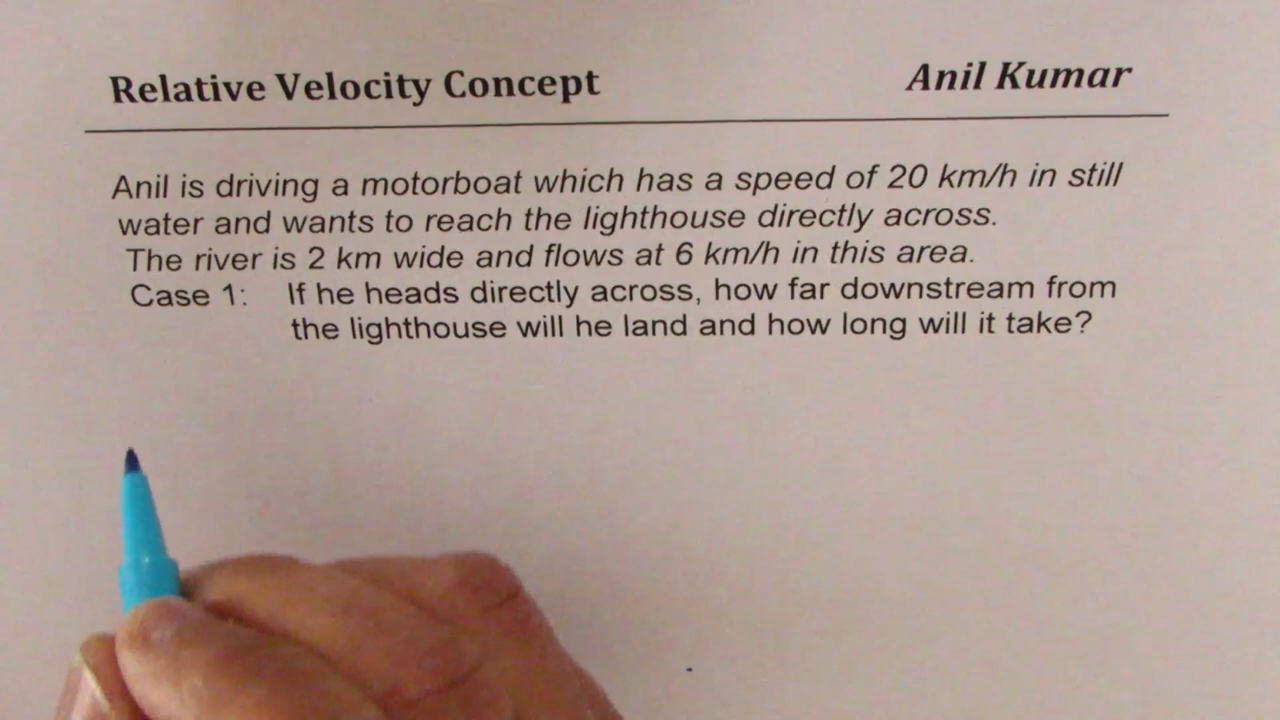 Relative Velocity Concept Anil Kumar
Anil is driving a motorboat which has a speed of 20 km/h in still
water and wants to reach the lighthouse directly across.
The river is 2 km wide and flows at 6 km/h in this area.
Case 1: If he heads directly across, how far downstream from
the lighthouse will he land and how long will it take?